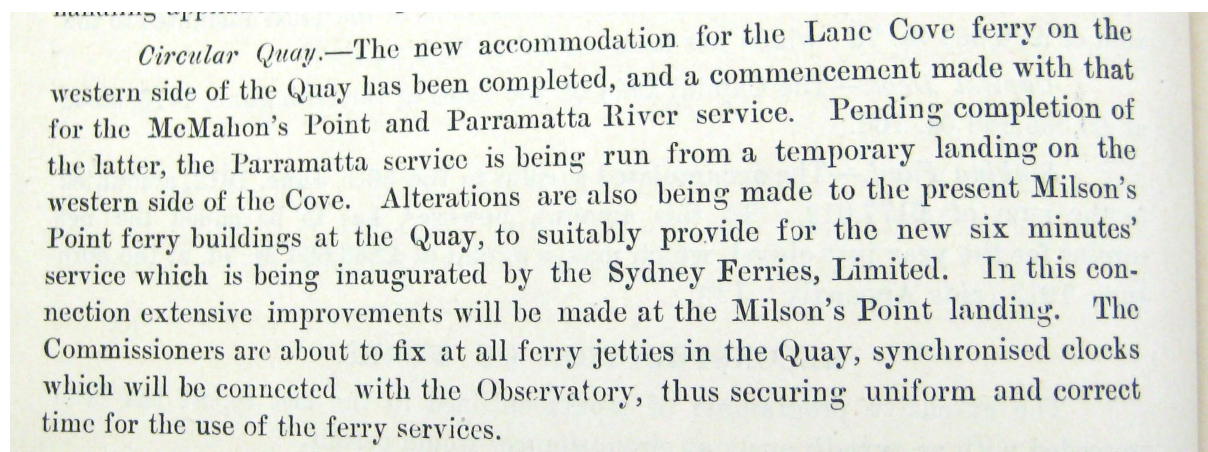 Circular Quay.—The new accommodation for the Lane Cove ferry on the
western side of the Quay has been completed, and a commencement made with that
for the McMahon's Point and Parramatta River service. Pending completion of
the latter, the Parramatta service is being run from a temporary landing on the
western side of the Cove. Alterations are also being made to the present Milson's
Point ferry buildings at the Quay, to suitably provide for the new six minutes'
service which is being inaugurated by the Sydney Ferries, Limited. In this con-
nection extensive improvements will be made at the Milson's Point landing. The
Commissioners are about to fix at all ferry jetties in the Quay, synchronised clocks
which will be connected with the Observatory, thus securing uniform and correct
time for the use of the ferry services.